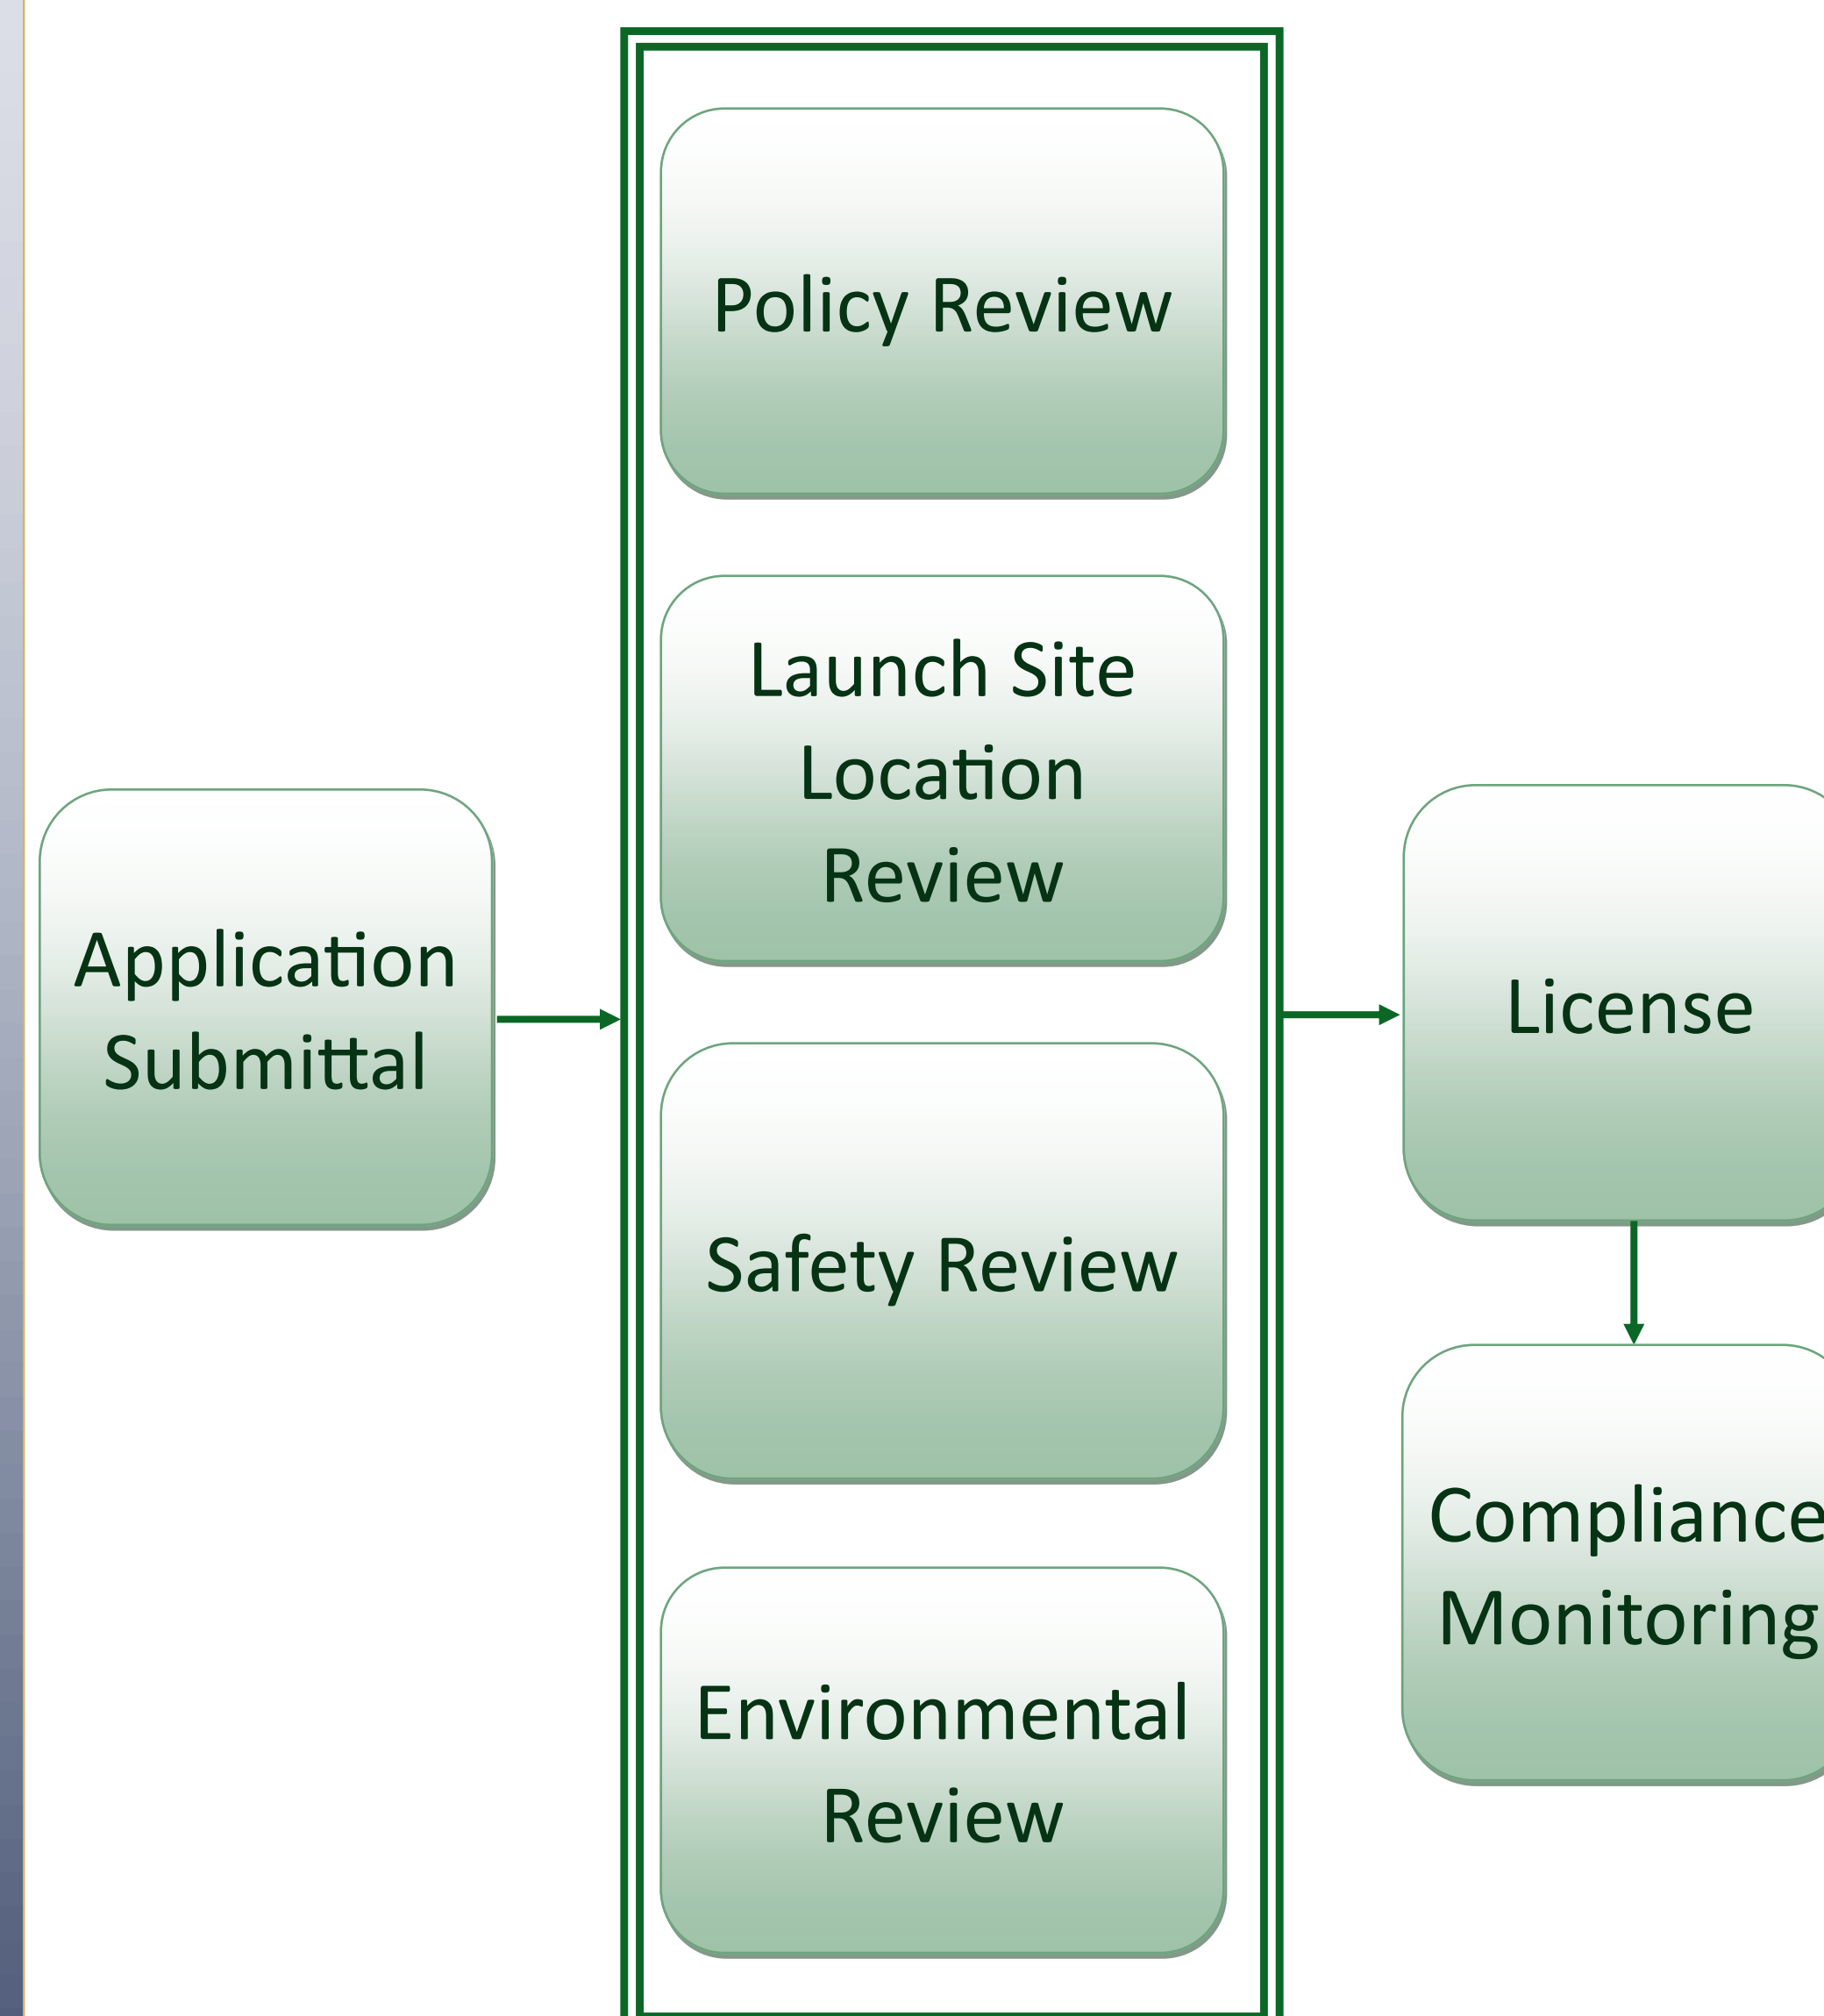 Application
Submittal
Policy Review
Launch Site
Location
Review
Safety Review
Environmental
Review
License
Compliance
Monitoring